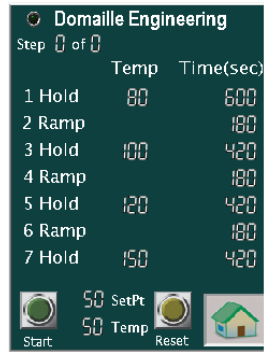 Domaille Engineering
Step 0 of 0
Temp Time(sec)
1 Hold 80 600
2 Ramp 180
3 Hold 100 420
4 Ramp 180
5 Hold 120 420
6 Ramp 180
7 Hold 150 420
50 SetPt
50 Temp
Start Reset